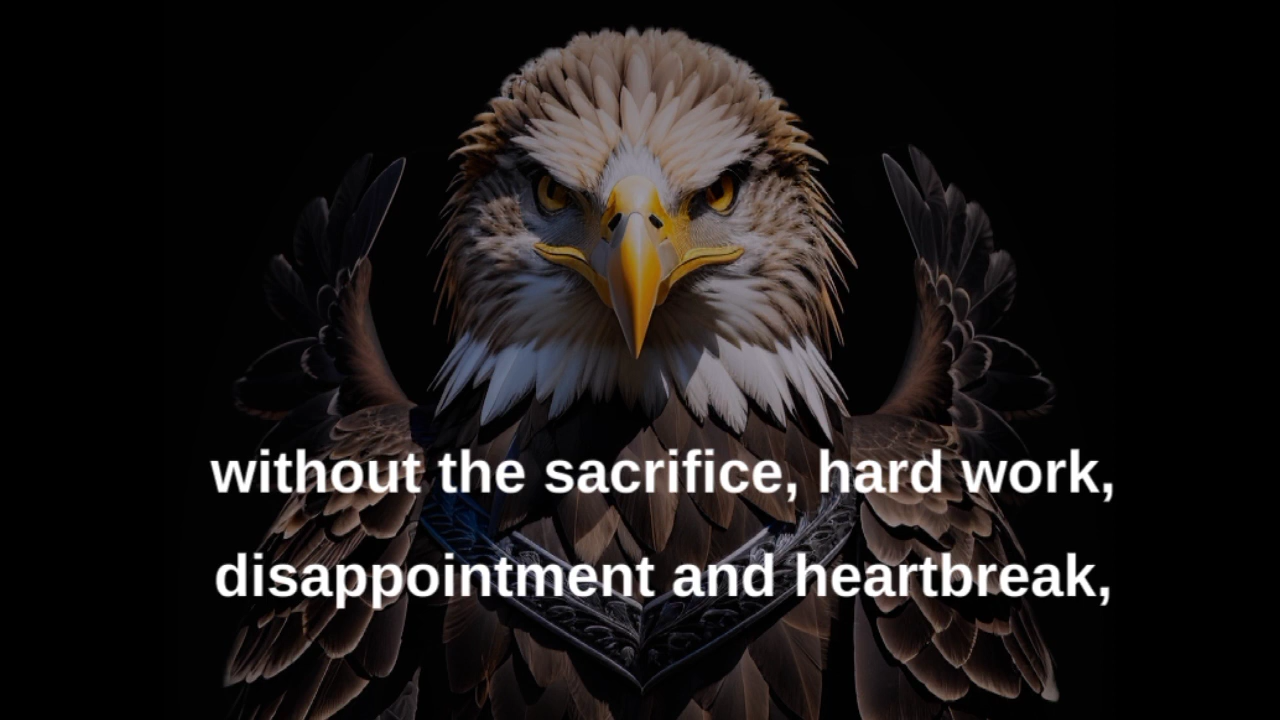 without the sacrifice, hard work,
disappointment and heartbreak,